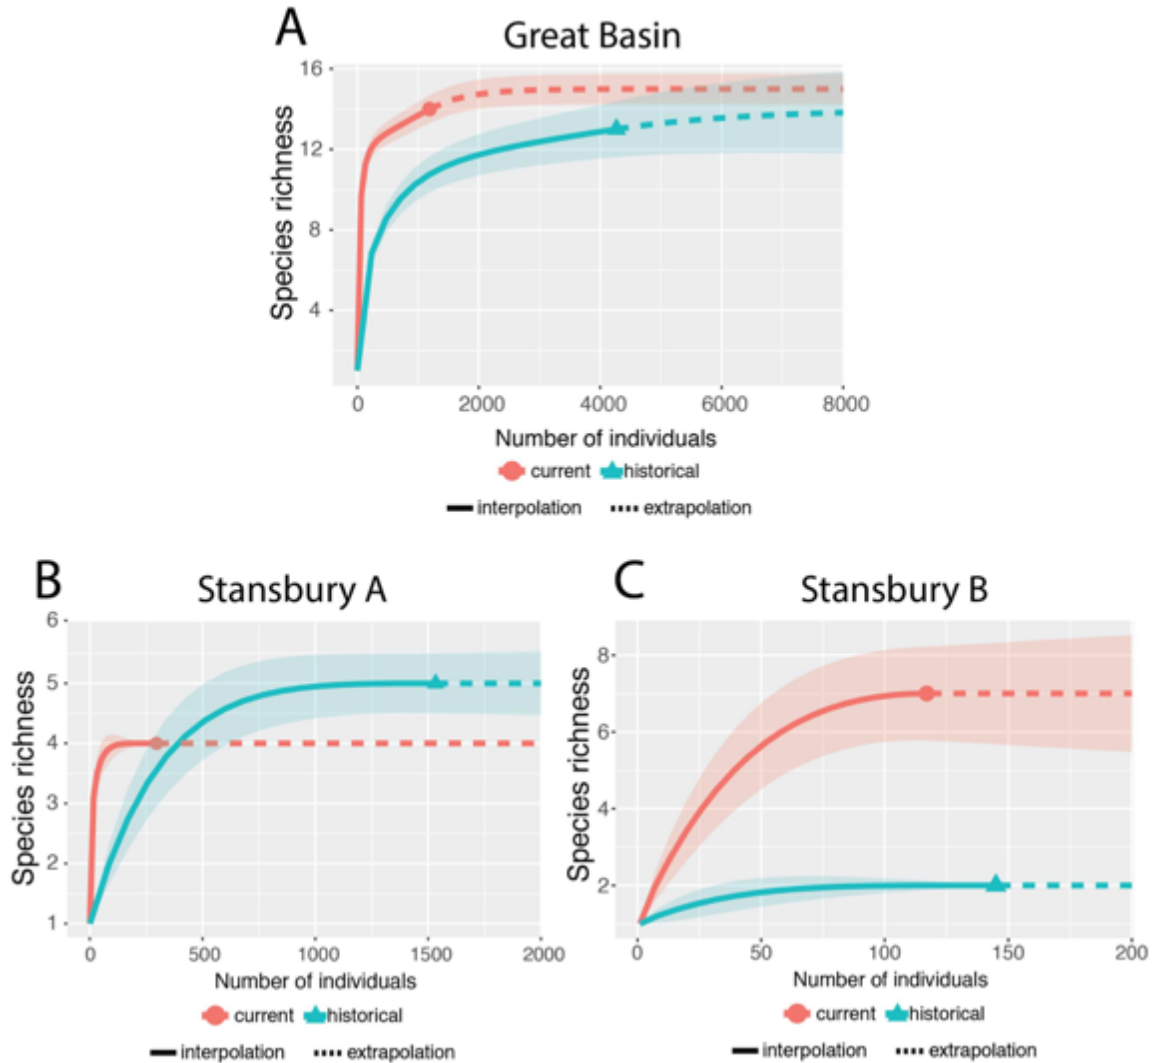 A Great Basin
16
12
8
4
Species richness
0 2000 4000 6000 8000
Number of individuals
current historical
interpolation extrapolation
B Stansbury A
6
5
4
3
2
1
Species richness
0 500 1000 1500 2000
Number of individuals
current historical
interpolation extrapolation
C Stansbury B
8
6
4
2
Species richness
0 50 100 150 200
Number of individuals
current historical
interpolation extrapolation